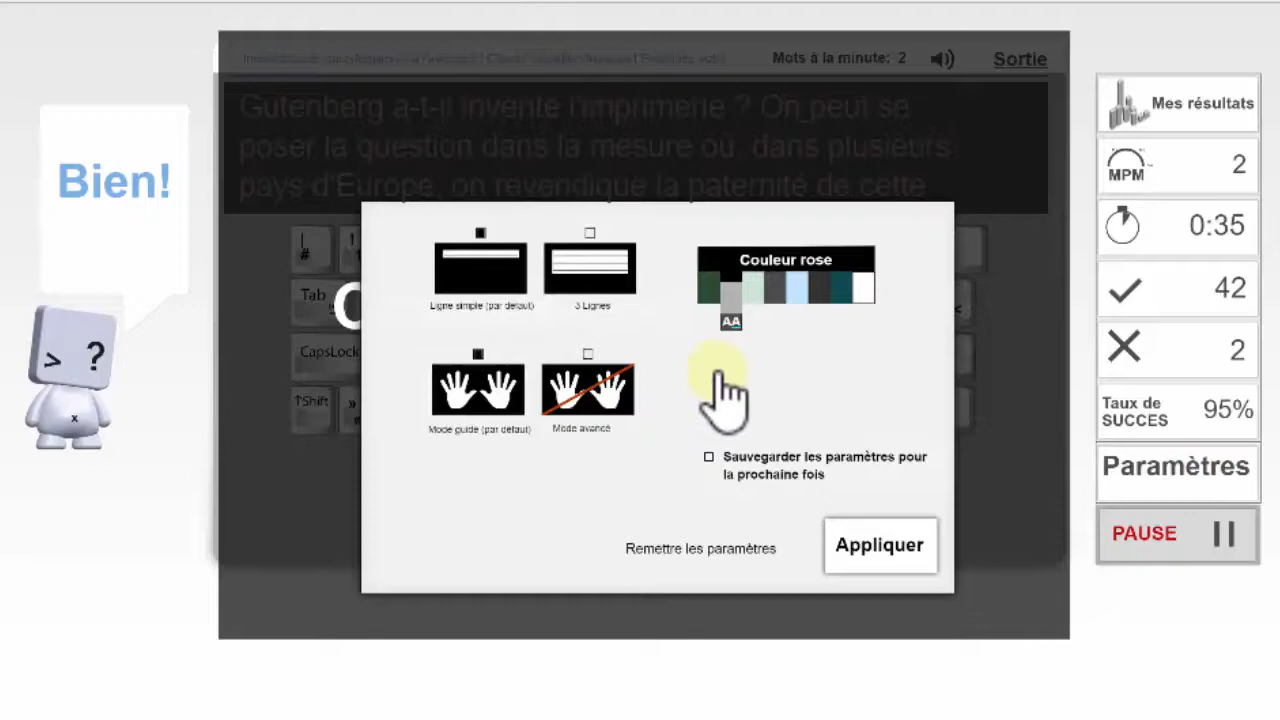 Mots à la minute: 2
Sortie
Gutenberg a-t-il inventé l'imprimerie ? On peut se
poser la question dans la mesure où, dans plusieurs
pays d'Europe, on revendique la paternité de cette
Bien!
Mes résultats
MPM 2
0:35
42
2
Taux de
SUCCES 95%
Paramètres
PAUSE
#
Tab
CapsLock
↑Shift
Ligne simple (par défaut)
3 Lignes
Couleur rose
AA
Mode guide (par défaut)
Mode avancé
Sauvegarder les paramètres pour
la prochaine fois
Remettre les paramètres
Appliquer
> ?
x